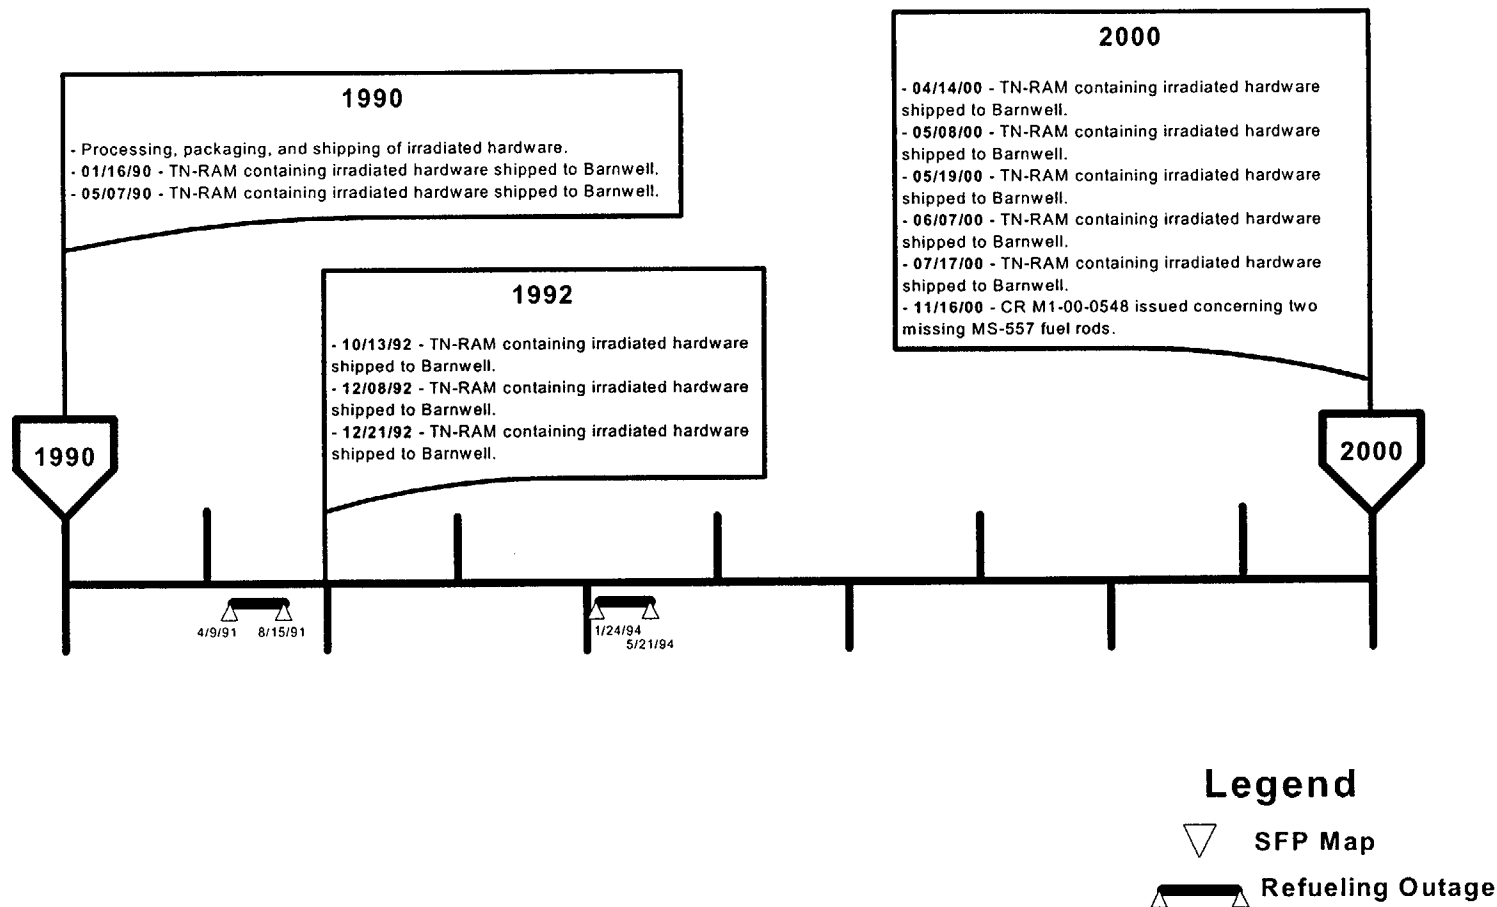 1990
- Processing, packaging, and shipping of irradiated hardware.
- 01/16/90 - TN-RAM containing irradiated hardware shipped to Barnwell.
- 05/07/90 - TN-RAM containing irradiated hardware shipped to Barnwell.
1992
- 10/13/92 - TN-RAM containing irradiated hardware
shipped to Barnwell.
- 12/08/92 - TN-RAM containing irradiated hardware
shipped to Barnwell.
- 12/21/92 - TN-RAM containing irradiated hardware
shipped to Barnwell.
2000
- 04/14/00 - TN-RAM containing irradiated hardware
shipped to Barnwell.
- 05/08/00 - TN-RAM containing irradiated hardware
shipped to Barnwell.
- 05/19/00 - TN-RAM containing irradiated hardware
shipped to Barnwell.
- 06/07/00 - TN-RAM containing irradiated hardware
shipped to Barnwell.
- 07/17/00 - TN-RAM containing irradiated hardware
shipped to Barnwell.
- 11/16/00 - CR M1-00-0548 issued concerning two
missing MS-557 fuel rods.
1990
2000
4/9/91
8/15/91
1/24/94
5/21/94
Legend
SFP Map
Refueling Outage